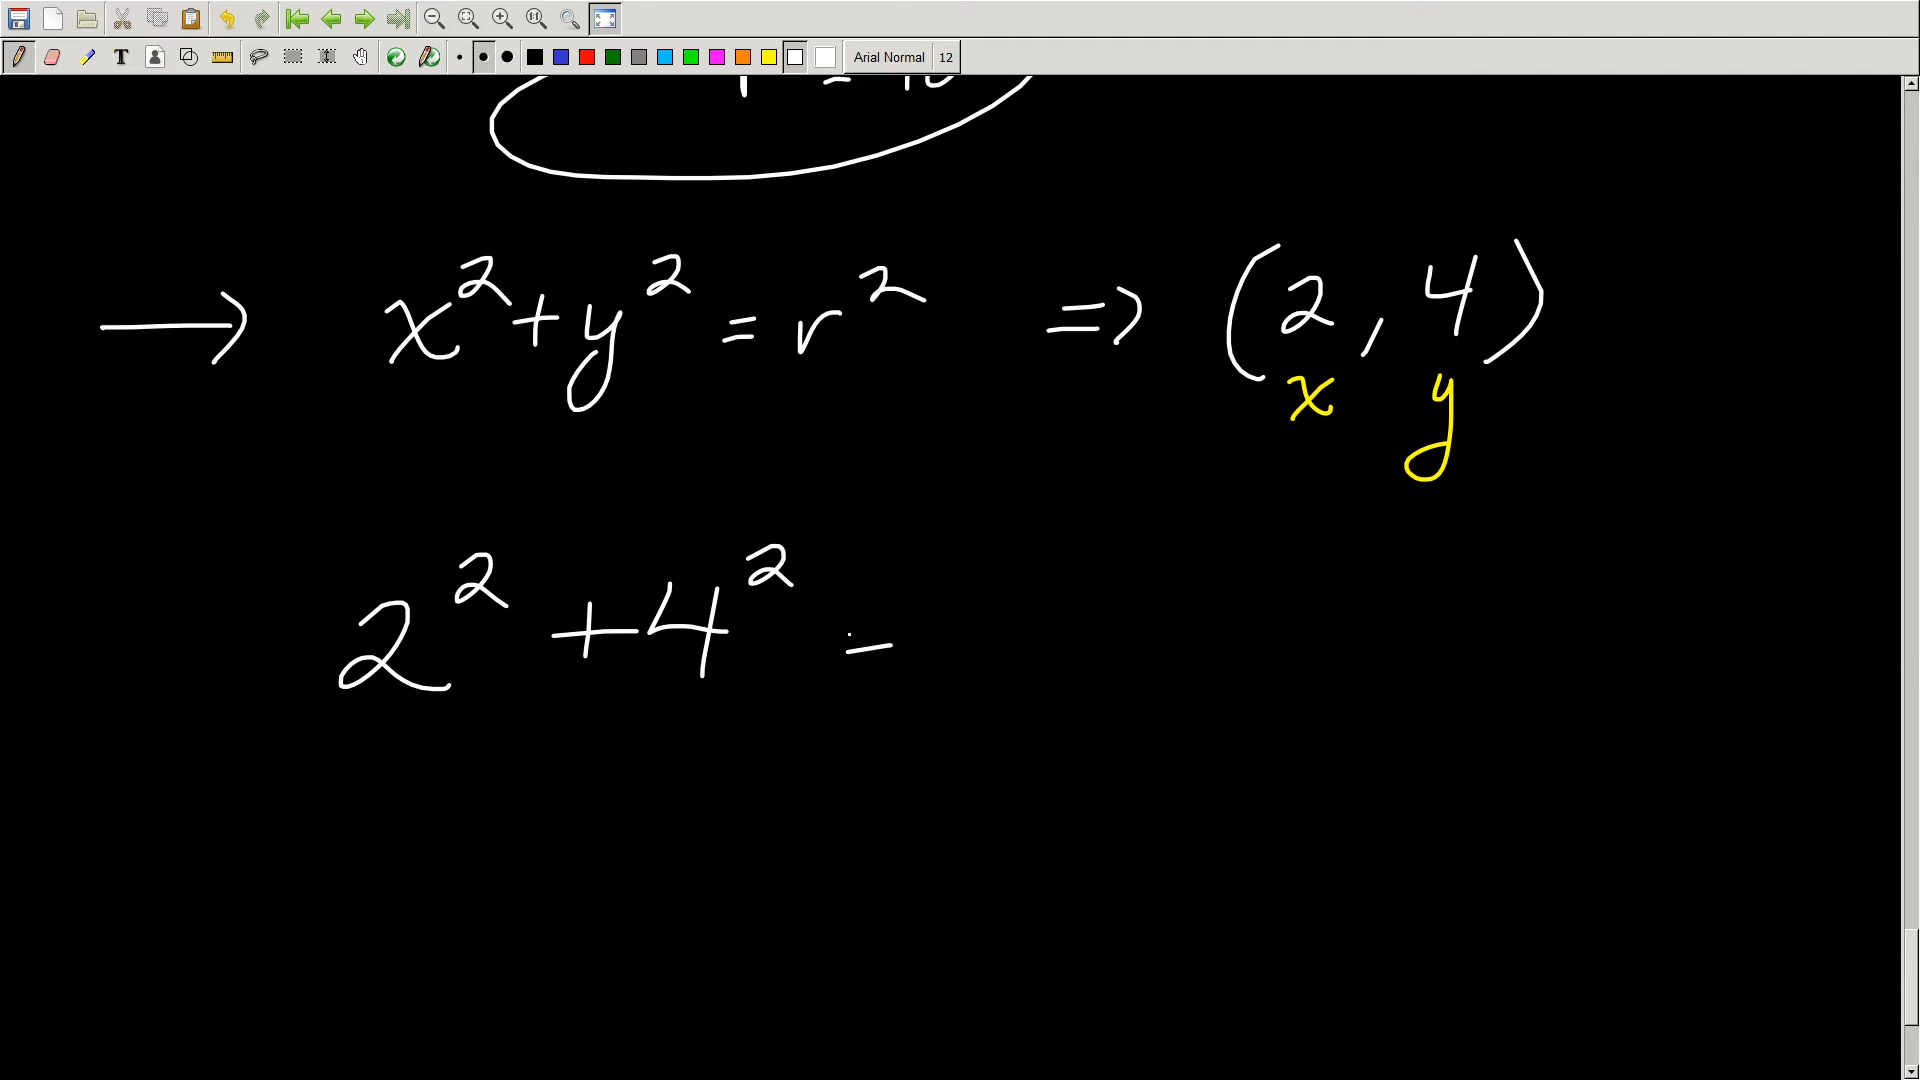 Arial Normal 12
→ x² + y² = r² ⇒ (2, 4)
x y
2² + 4² –